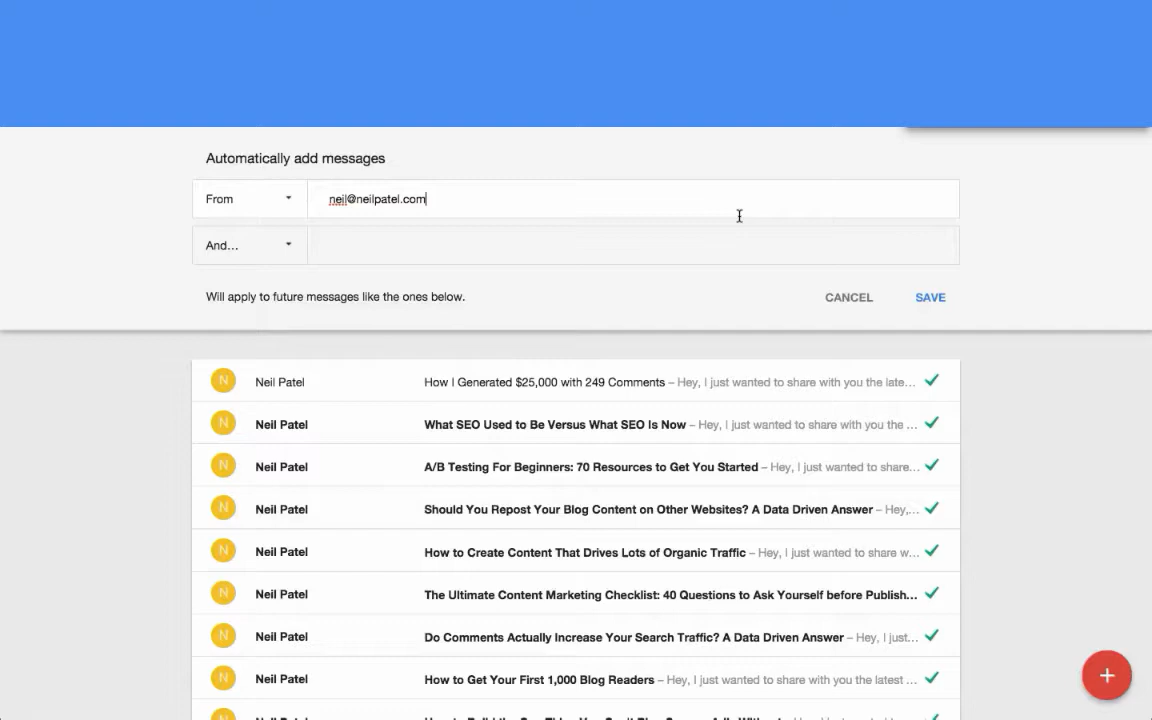 Automatically add messages
From neil@neilpatel.com
And...
Will apply to future messages like the ones below. CANCEL SAVE
N Neil Patel How I Generated $25,000 with 249 Comments – Hey, I just wanted to share with you the late...
N Neil Patel What SEO Used to Be Versus What SEO Is Now – Hey, I just wanted to share with you the ...
N Neil Patel A/B Testing For Beginners: 70 Resources to Get You Started – Hey, I just wanted to share...
N Neil Patel Should You Repost Your Blog Content on Other Websites? A Data Driven Answer – Hey,...
N Neil Patel How to Create Content That Drives Lots of Organic Traffic – Hey, I just wanted to share w...
N Neil Patel The Ultimate Content Marketing Checklist: 40 Questions to Ask Yourself before Publish...
N Neil Patel Do Comments Actually Increase Your Search Traffic? A Data Driven Answer – Hey, I just...
N Neil Patel How to Get Your First 1,000 Blog Readers – Hey, I just wanted to share with you the latest ...